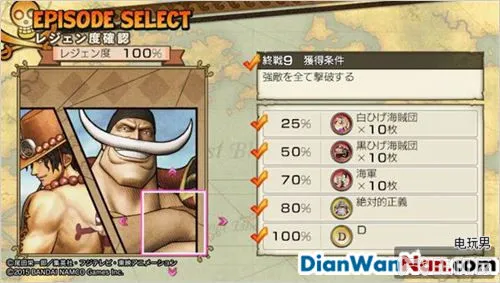 EPISODE SELECT
レジェン度確認
レジェン度 100%
終戦9 獲得条件
強敵を全て撃破する
25% 白ひげ海賊団
×10枚
50% 黒ひげ海賊団
×10枚
70% 海軍
×10枚
80% 絶対的正義
100% D D
©尾田栄一郎/集英社・フジテレビ・東映アニメーション
©2015 BANDAI NAMCO Games Inc.
电玩男
DianWanNan.com